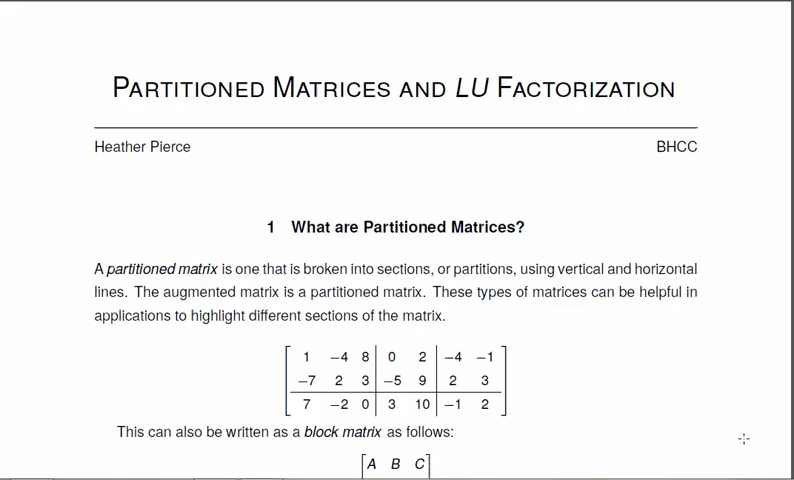 PARTITIONED MATRICES AND LU FACTORIZATION
Heather Pierce BHCC
1 What are Partitioned Matrices?
A partitioned matrix is one that is broken into sections, or partitions, using vertical and horizontal
lines. The augmented matrix is a partitioned matrix. These types of matrices can be helpful in
applications to highlight different sections of the matrix.
1 −4 8 0 2 −4 −1
−7 2 3 −5 9 2 3
7 −2 0 3 10 −1 2
This can also be written as a block matrix as follows:
A B C